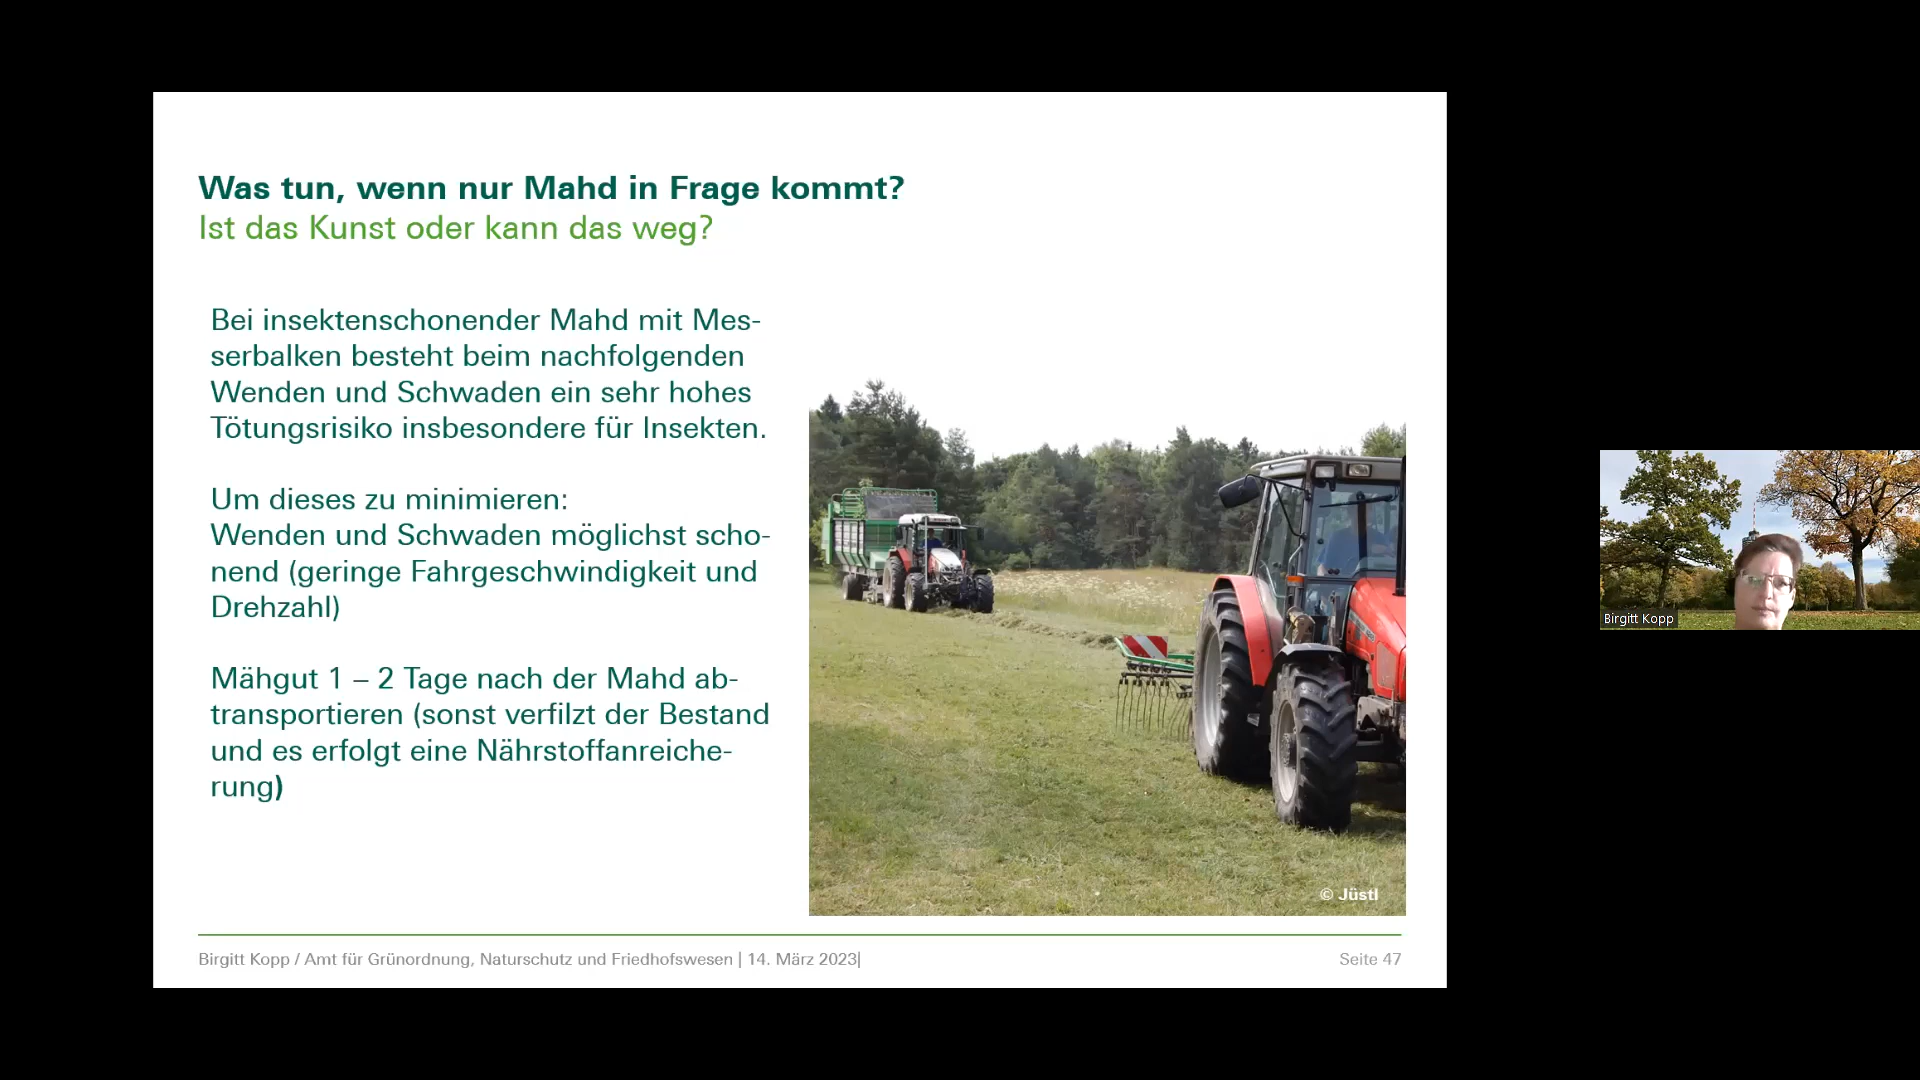 Was tun, wenn nur Mahd in Frage kommt?
Ist das Kunst oder kann das weg?
Bei insektenschonender Mahd mit Mes-
serbalken besteht beim nachfolgenden
Wenden und Schwaden ein sehr hohes
Tötungsrisiko insbesondere für Insekten.
Um dieses zu minimieren:
Wenden und Schwaden möglichst scho-
nend (geringe Fahrgeschwindigkeit und
Drehzahl)
Mähgut 1 – 2 Tage nach der Mahd ab-
transportieren (sonst verfilzt der Bestand
und es erfolgt eine Nährstoffanreiche-
rung)
© Jüstl
Birgitt Kopp / Amt für Grünordnung, Naturschutz und Friedhofswesen | 14. März 2023|
Seite 47
Birgitt Kopp